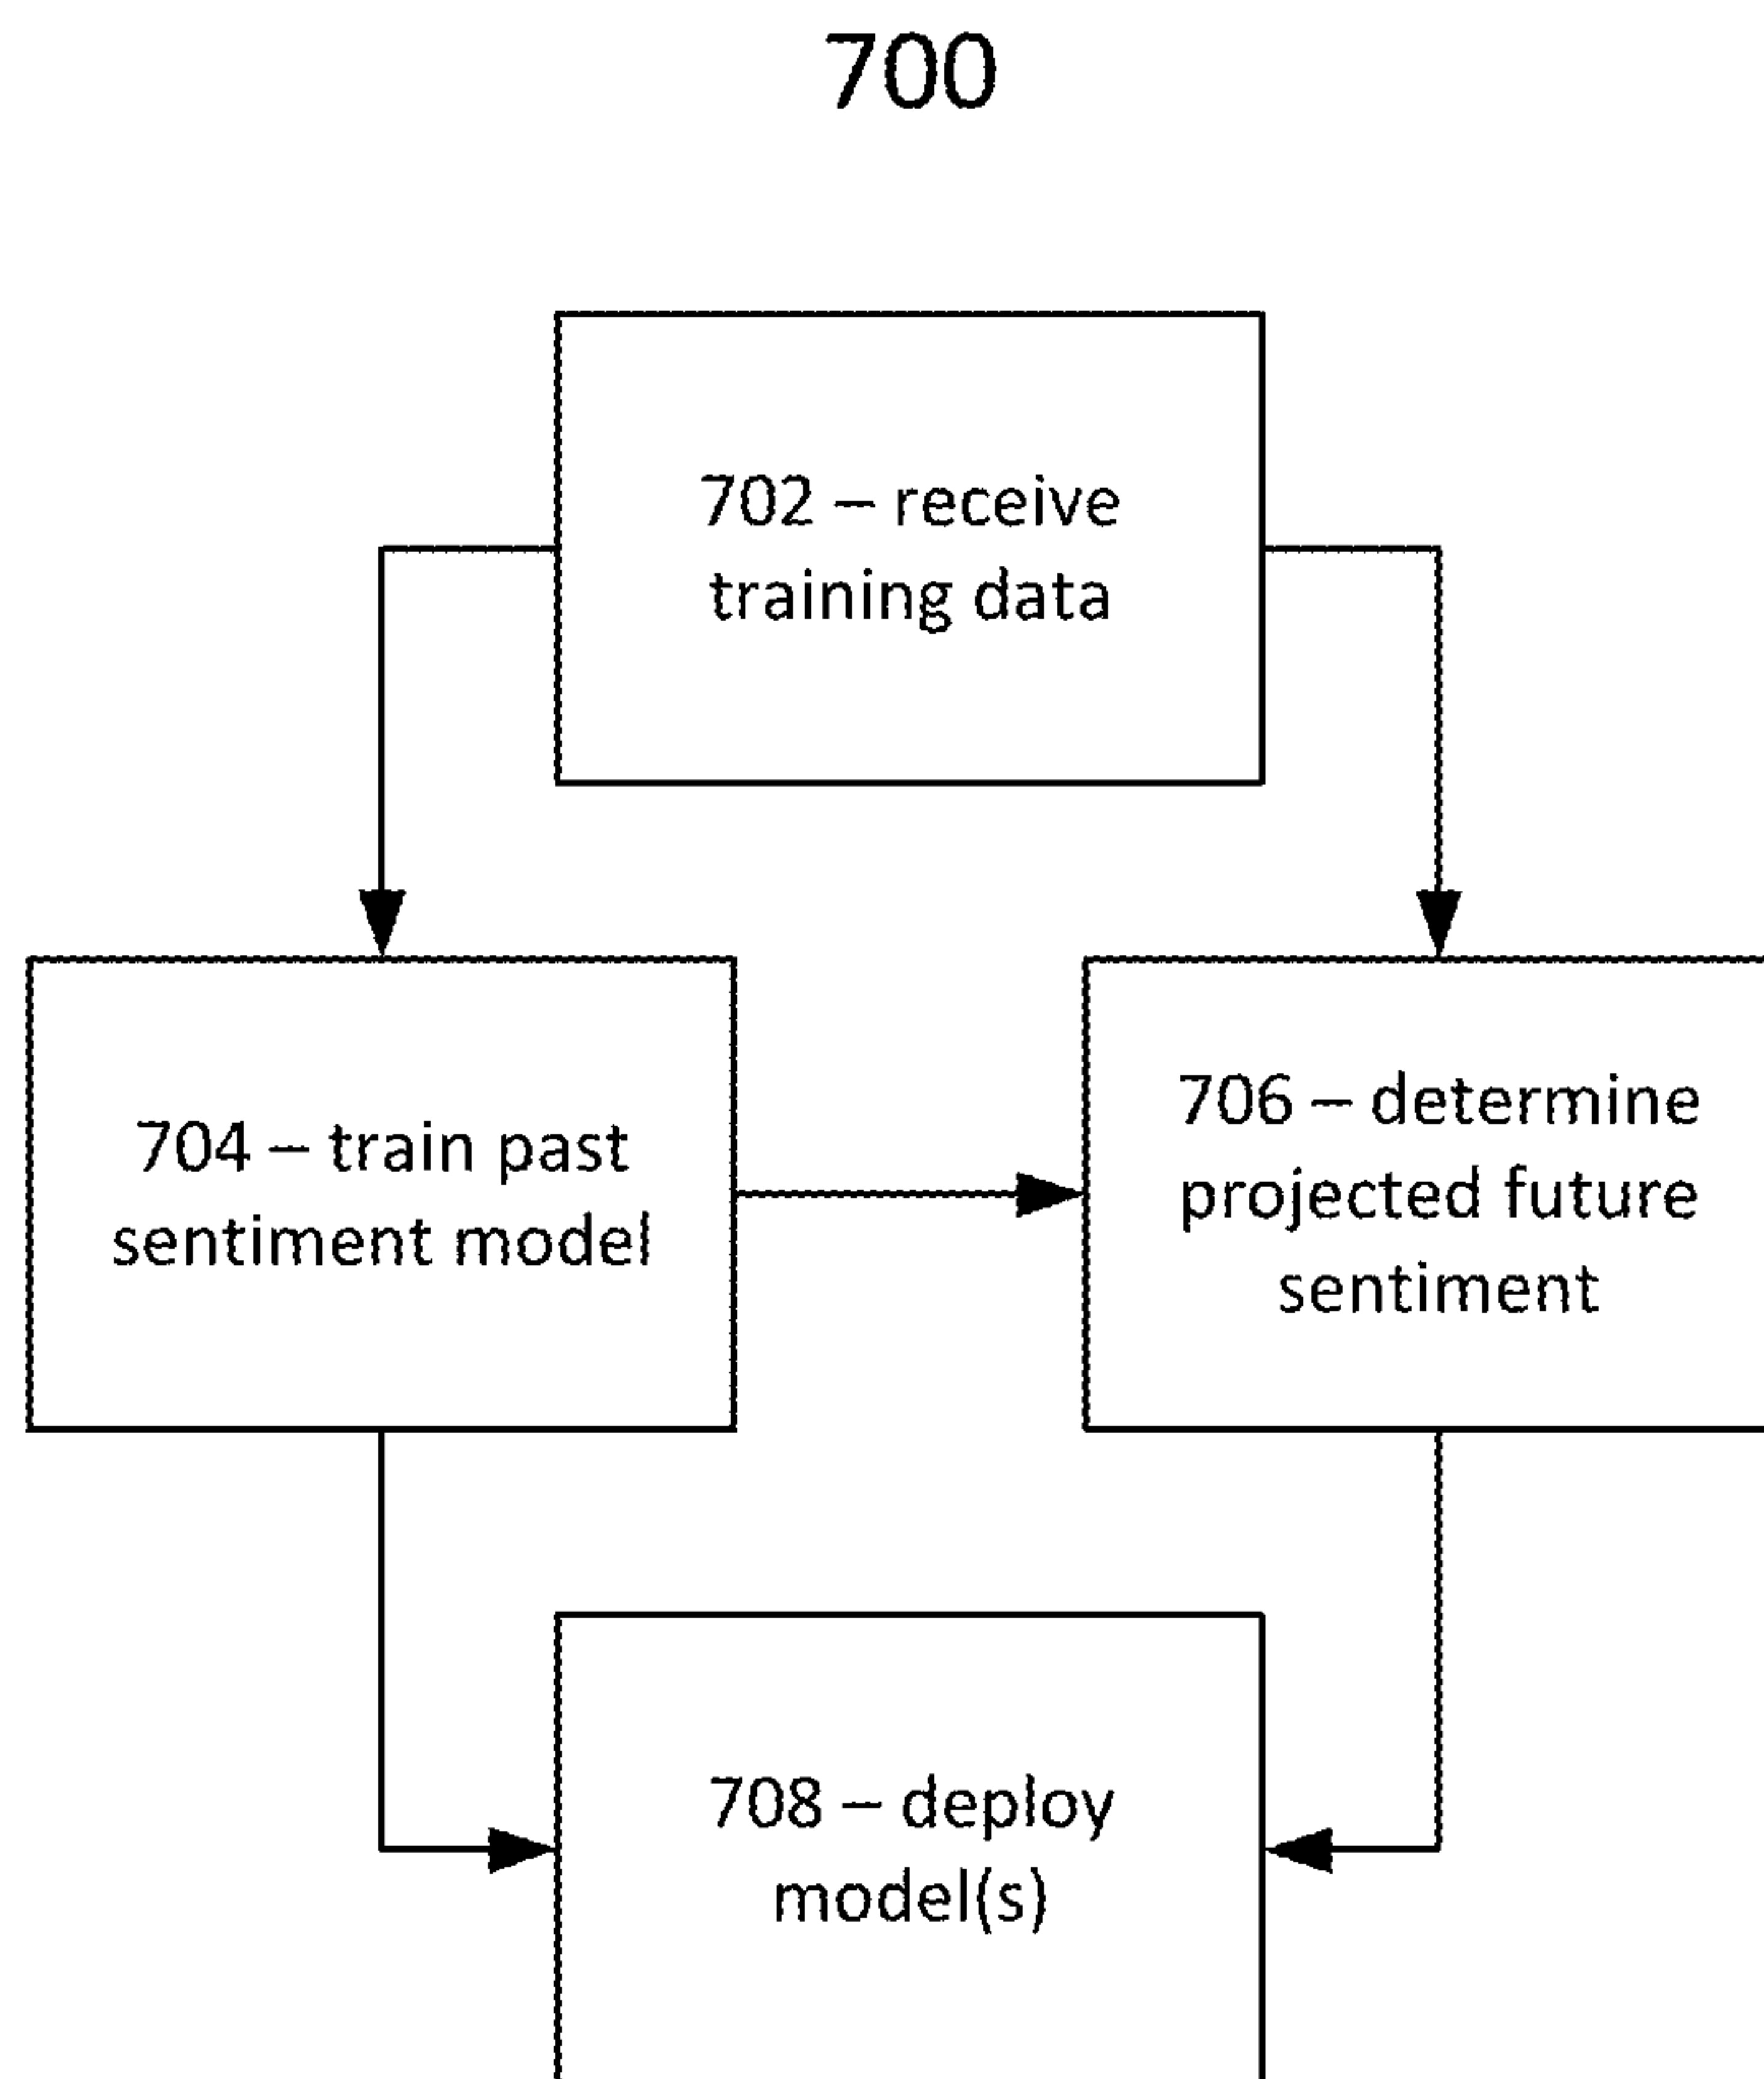 700
702 – receive
training data
704 – train past
sentiment model
706 – determine
projected future
sentiment
708 – deploy
model(s)